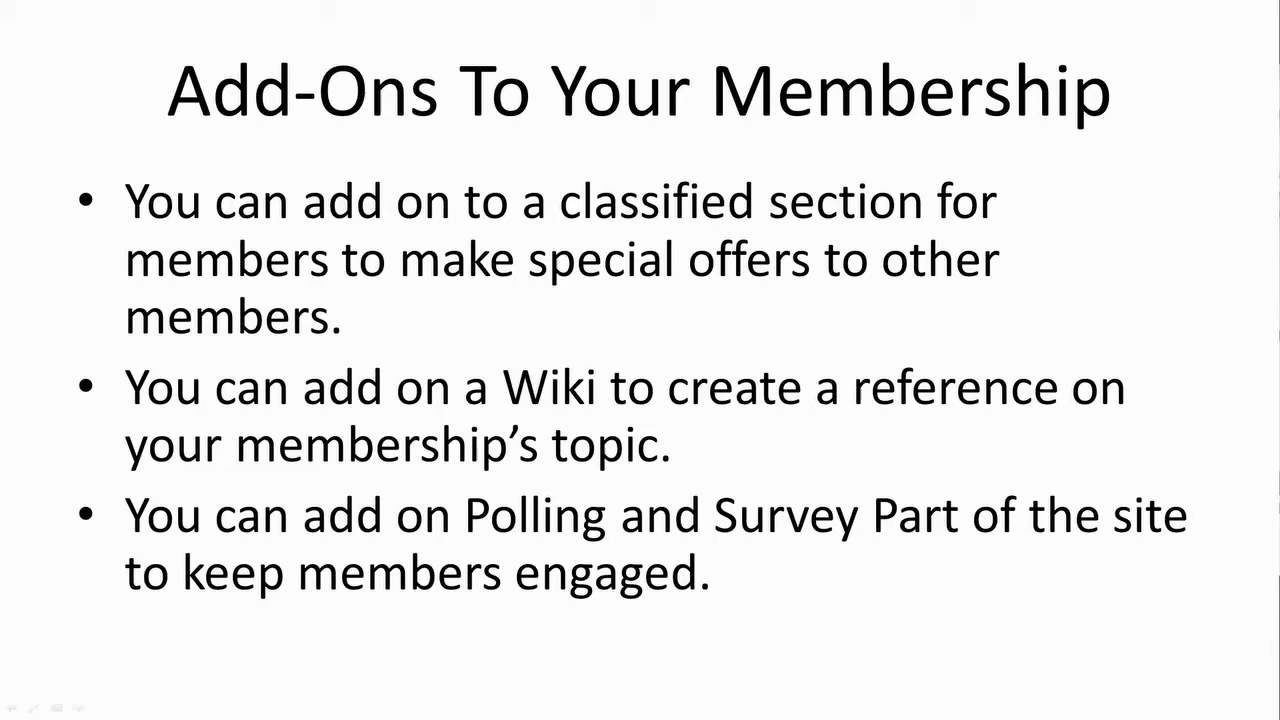 Add-Ons To Your Membership
• You can add on to a classified section for
members to make special offers to other
members.
• You can add on a Wiki to create a reference on
your membership’s topic.
• You can add on Polling and Survey Part of the site
to keep members engaged.